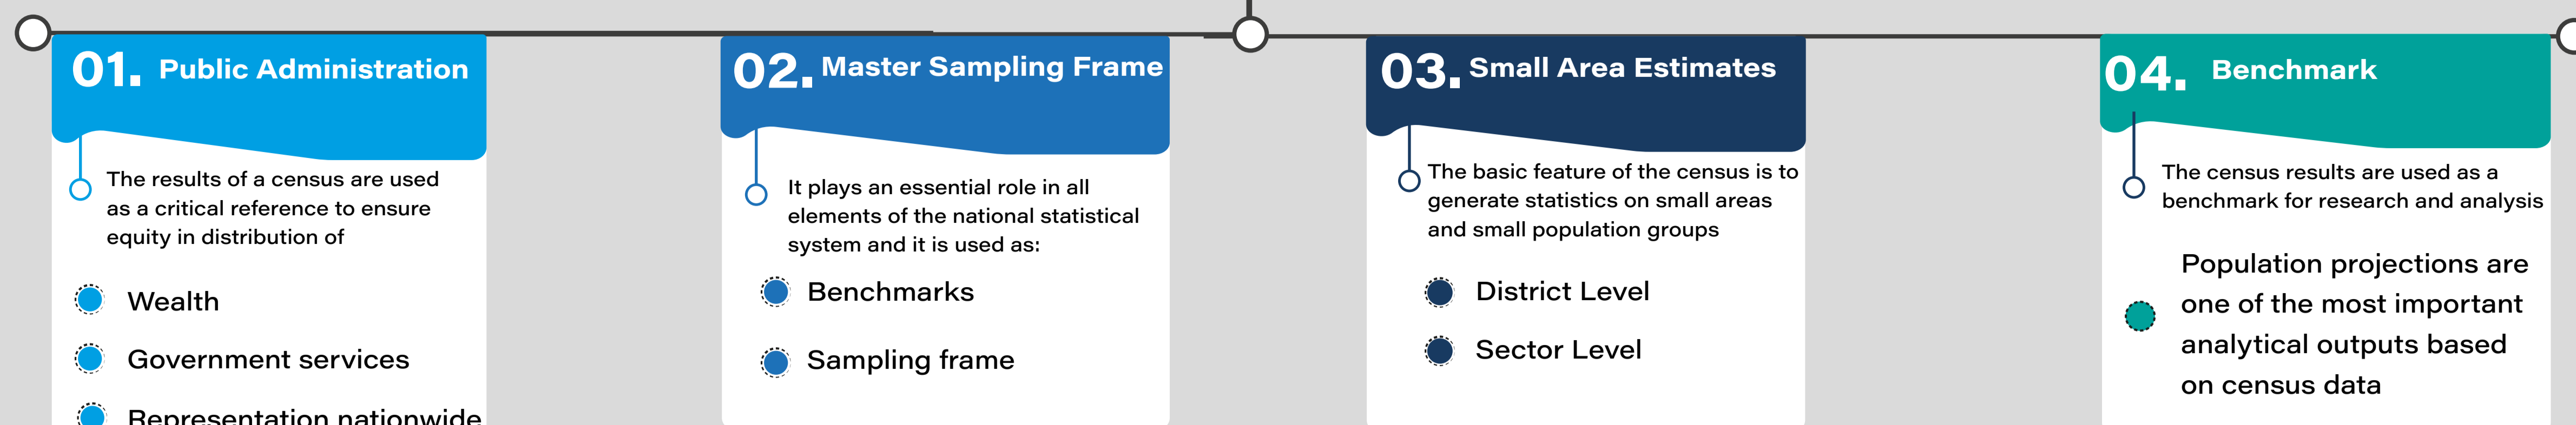 01. Public Administration
The results of a census are used
as a critical reference to ensure
equity in distribution of
Wealth
Government services
Representation nationwide
02. Master Sampling Frame
It plays an essential role in all
elements of the national statistical
system and it is used as:
Benchmarks
Sampling frame
03. Small Area Estimates
The basic feature of the census is to
generate statistics on small areas
and small population groups
District Level
Sector Level
04. Benchmark
The census results are used as a
benchmark for research and analysis
Population projections are
one of the most important
analytical outputs based
on census data